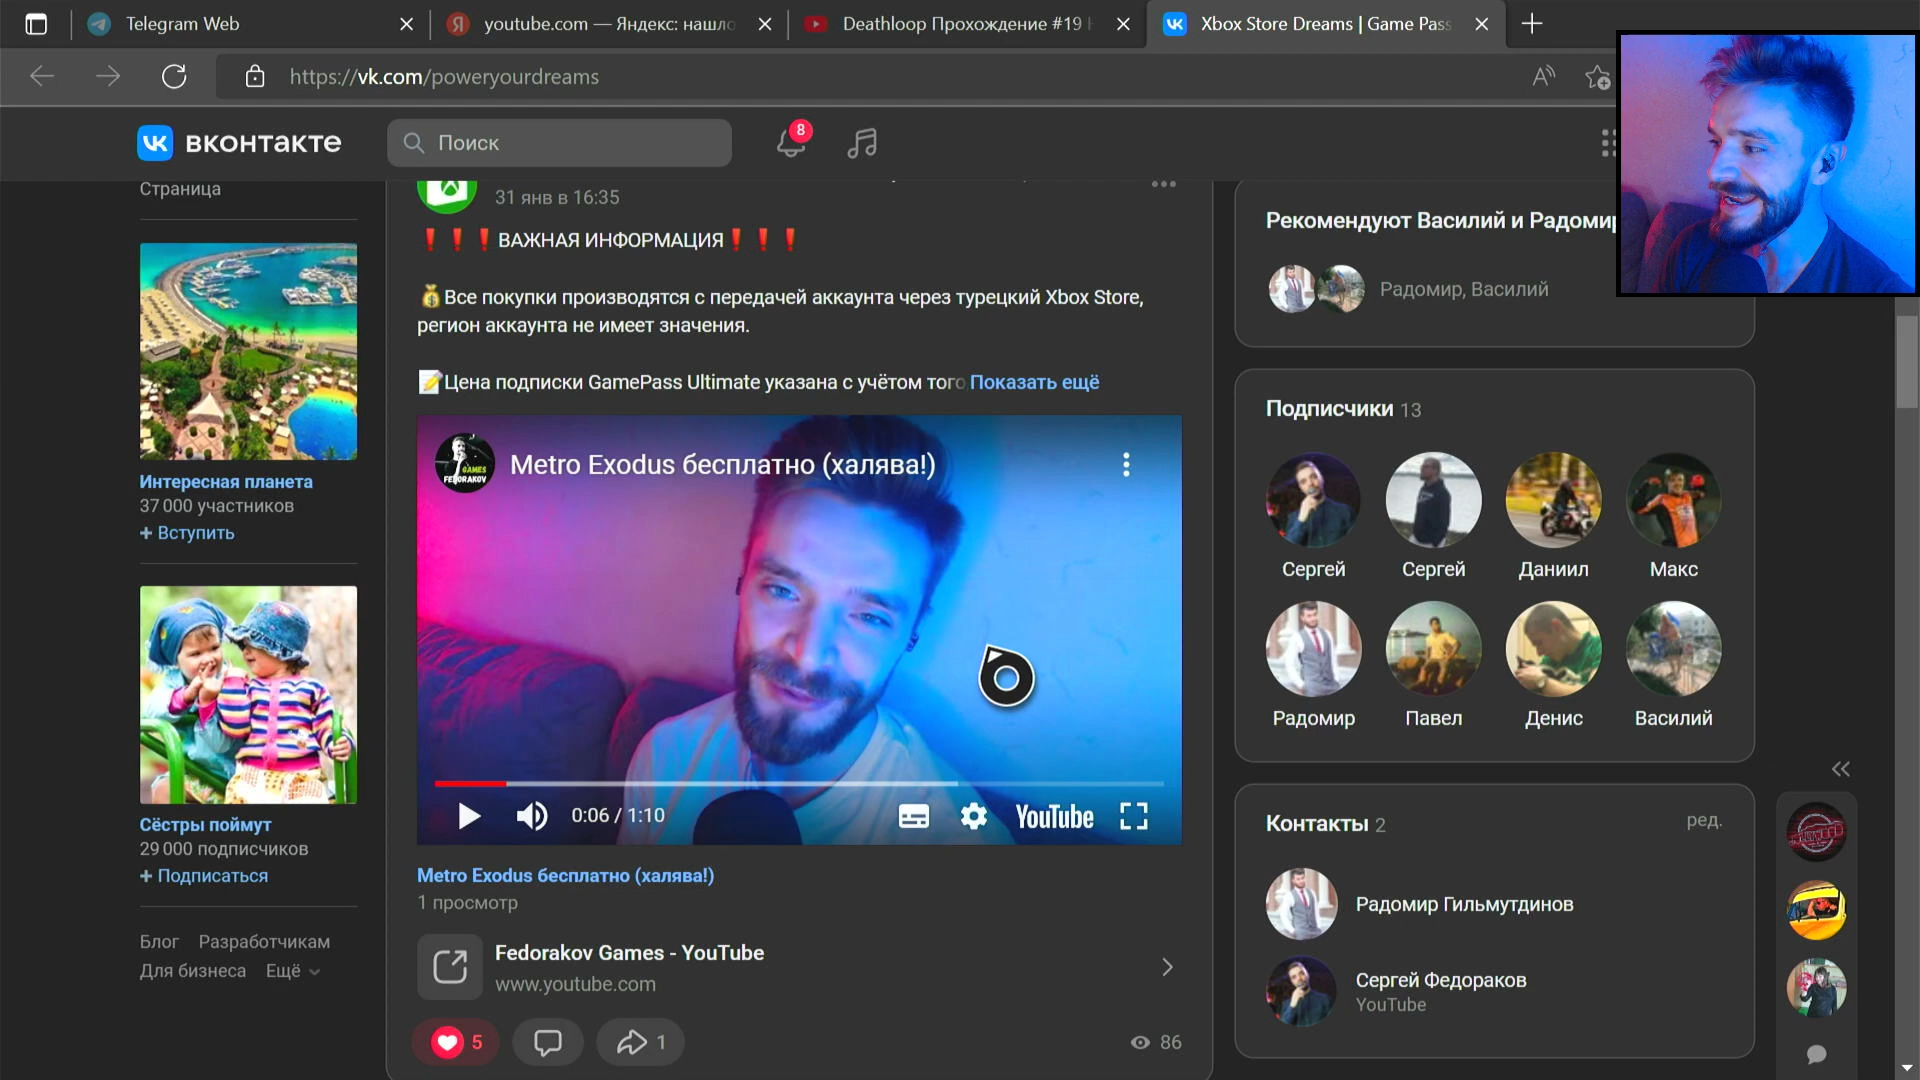 Telegram Web
youtube.com — Яндекс: нашло
Deathloop Прохождение #19
Xbox Store Dreams | Game Pass
https://vk.com/poweryourdreams
вконтакте
Поиск
8
Страница
31 янв в 16:35
❗❗❗ВАЖНАЯ ИНФОРМАЦИЯ❗❗❗
💰Все покупки производятся с передачей аккаунта через турецкий Xbox Store,
регион аккаунта не имеет значения.
📝Цена подписки GamePass Ultimate указана с учётом того Показать ещё
GAMES
FEDORAKOV
Metro Exodus бесплатно (халява!)
0:06 / 1:10
YouTube
Metro Exodus бесплатно (халява!)
1 просмотр
Fedorakov Games - YouTube
www.youtube.com
5
1
86
Интересная планета
37 000 участников
+ Вступить
Сёстры поймут
29 000 подписчиков
+ Подписаться
Блог Разработчикам
Для бизнеса Ещё
Рекомендуют Василий и Радомир
Радомир, Василий
Подписчики 13
Сергей Сергей Даниил Макс
Радомир Павел Денис Василий
Контакты 2
ред.
Радомир Гильмутдинов
Сергей Федораков
YouTube